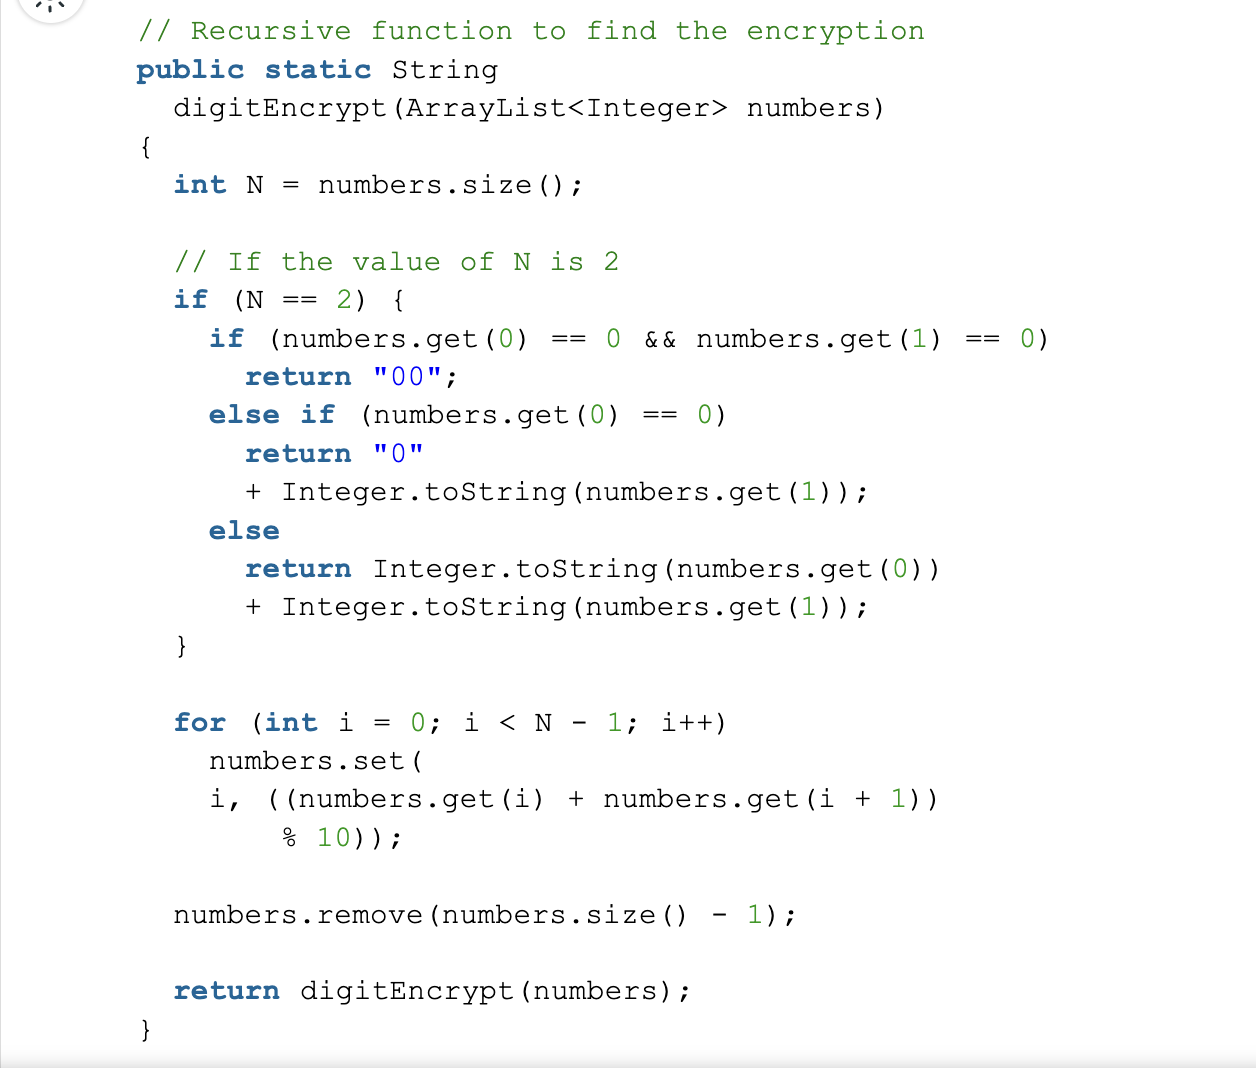 // Recursive function to find the encryption
public static String
  digitEncrypt(ArrayList<Integer> numbers)
{
  int N = numbers.size();

  // If the value of N is 2
  if (N == 2) {
    if (numbers.get(0) == 0 && numbers.get(1) == 0)
      return "00";
    else if (numbers.get(0) == 0)
      return "0"
      + Integer.toString(numbers.get(1));
    else
      return Integer.toString(numbers.get(0))
      + Integer.toString(numbers.get(1));
  }

  for (int i = 0; i < N - 1; i++)
    numbers.set(
    i, ((numbers.get(i) + numbers.get(i + 1))
        % 10));

  numbers.remove(numbers.size() - 1);

  return digitEncrypt(numbers);
}